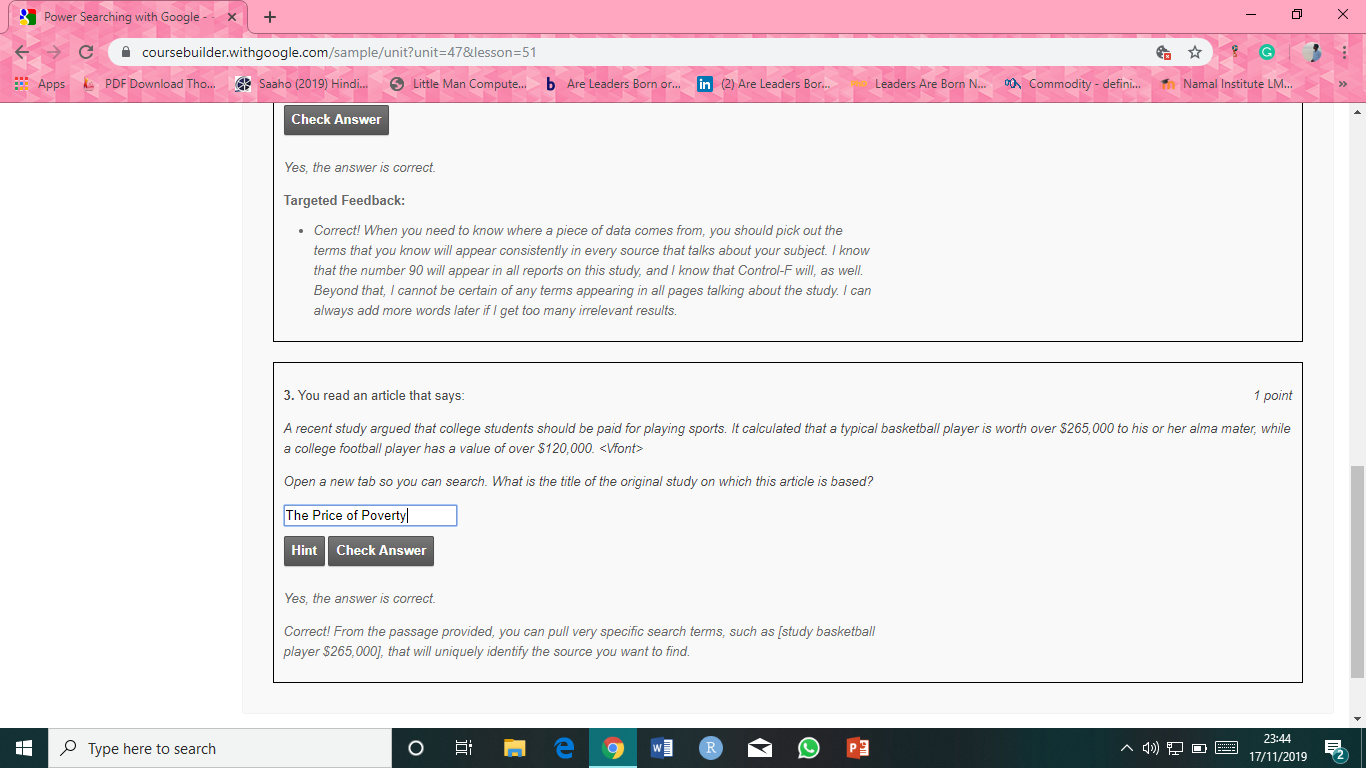 Power Searching with Google -
coursebuilder.withgoogle.com/sample/unit?unit=47&lesson=51
Apps PDF Download Tho... Saaho (2019) Hindi... Little Man Compute... Are Leaders Born or... (2) Are Leaders Bor... Leaders Are Born N... Commodity - defini... Namal Institute LM... »
Check Answer
Yes, the answer is correct.
Targeted Feedback:
• Correct! When you need to know where a piece of data comes from, you should pick out the
terms that you know will appear consistently in every source that talks about your subject. I know
that the number 90 will appear in all reports on this study, and I know that Control-F will, as well.
Beyond that, I cannot be certain of any terms appearing in all pages talking about the study. I can
always add more words later if I get too many irrelevant results.
3. You read an article that says: 1 point
A recent study argued that college students should be paid for playing sports. It calculated that a typical basketball player is worth over $265,000 to his or her alma mater, while
a college football player has a value of over $120,000. <Vfont>
Open a new tab so you can search. What is the title of the original study on which this article is based?
The Price of Poverty
Hint Check Answer
Yes, the answer is correct.
Correct! From the passage provided, you can pull very specific search terms, such as [study basketball
player $265,000], that will uniquely identify the source you want to find.
Type here to search
23:44
17/11/2019
2